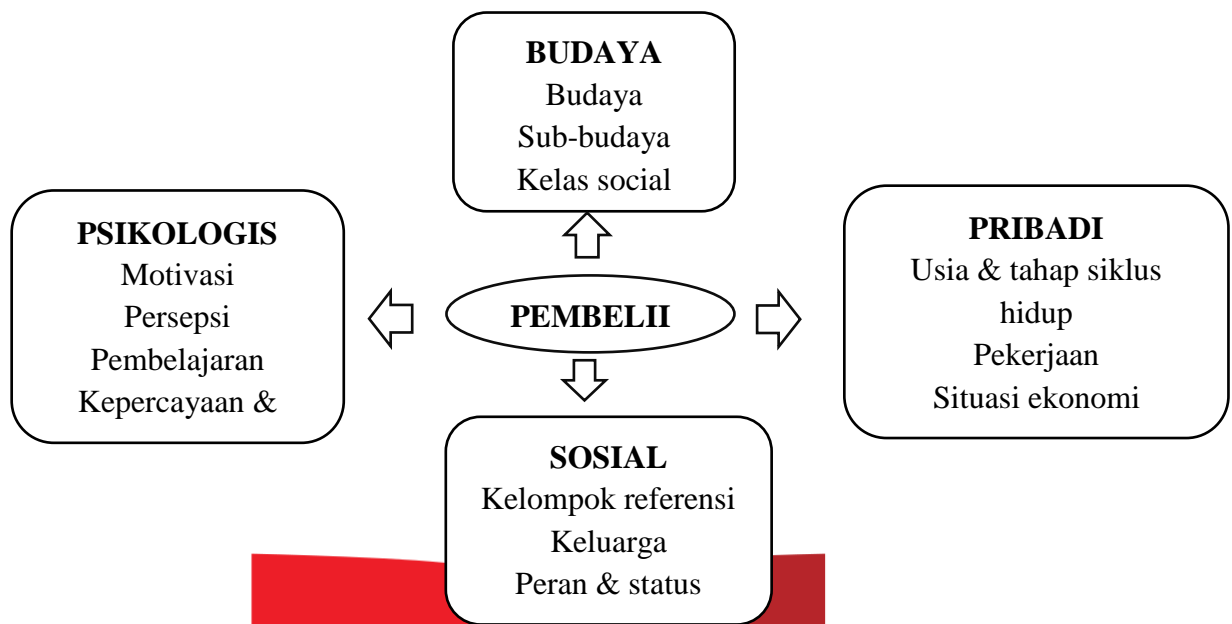 BUDAYA
Budaya
Sub-budaya
Kelas social
PSIKOLOGIS
Motivasi
Persepsi
Pembelajaran
Kepercayaan &
PEMBELII
PRIBADI
Usia & tahap siklus
hidup
Pekerjaan
Situasi ekonomi
SOSIAL
Kelompok referensi
Keluarga
Peran & status